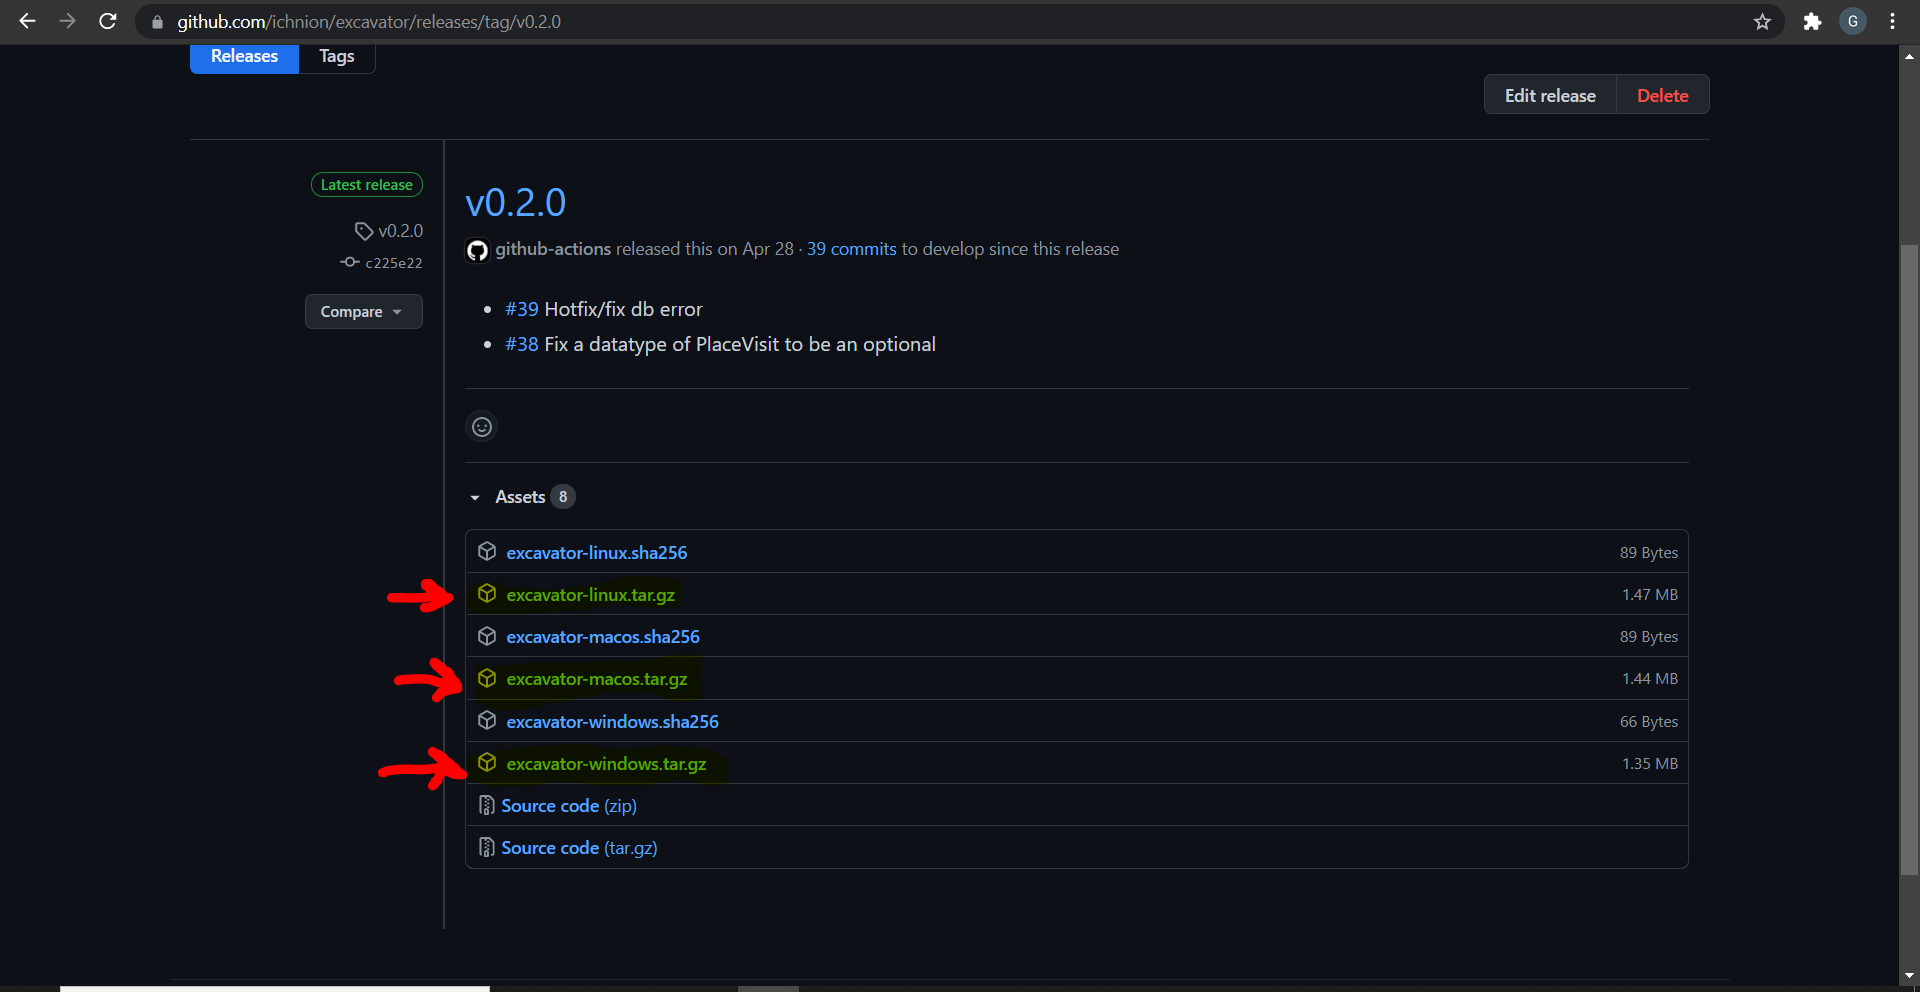 github.com/ichnion/excavator/releases/tag/v0.2.0
G
Releases Tags
Edit release Delete
Latest release
v0.2.0
c225e22
Compare
v0.2.0
github-actions released this on Apr 28 · 39 commits to develop since this release
#39 Hotfix/fix db error
#38 Fix a datatype of PlaceVisit to be an optional
Assets 8
excavator-linux.sha256 89 Bytes
excavator-linux.tar.gz 1.47 MB
excavator-macos.sha256 89 Bytes
excavator-macos.tar.gz 1.44 MB
excavator-windows.sha256 66 Bytes
excavator-windows.tar.gz 1.35 MB
Source code (zip)
Source code (tar.gz)